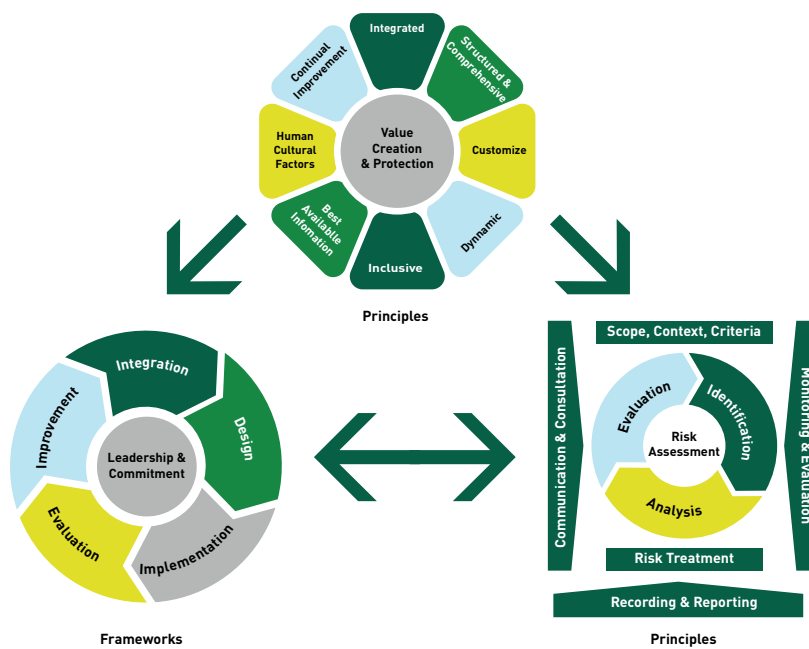 Integrated
Structured &
Comprehensive
Customize
Dynnamic
Inclusive
Best
Availablle
Infomation
Human
Cultural
Factors
Continual
Improvement
Value
Creation
& Protection
Principles
Integration
Design
Implementation
Evaluation
Improvement
Leadership &
Commitment
Frameworks
Scope, Context, Criteria
Communication & Consultation
Monitoring & Evaluation
Evaluation
Identification
Analysis
Risk
Assessment
Risk Treatment
Recording & Reporting
Principles